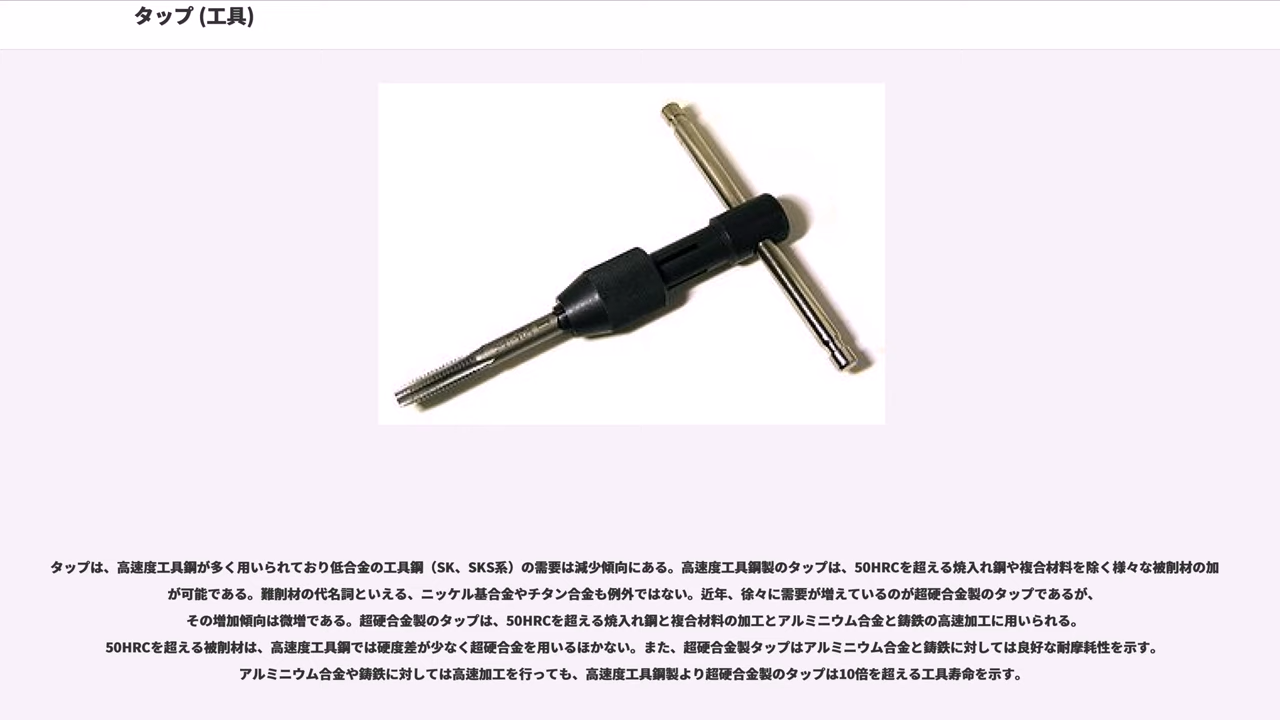 タップ (工具)
タップは、高速度工具鋼が多く用いられており低合金の工具鋼（SK、SKS系）の需要は減少傾向にある。高速度工具鋼製のタップは、50HRCを超える焼入れ鋼や複合材料を除く様々な被削材の加
が可能である。難削材の代名詞といえる、ニッケル基合金やチタン合金も例外ではない。近年、徐々に需要が増えているのが超硬合金製のタップであるが、
その増加傾向は微増である。超硬合金製のタップは、50HRCを超える焼入れ鋼と複合材料の加工とアルミニウム合金と鋳鉄の高速加工に用いられる。
50HRCを超える被削材は、高速度工具鋼では硬度差が少なく超硬合金を用いるほかない。また、超硬合金製タップはアルミニウム合金と鋳鉄に対しては良好な耐摩耗性を示す。
アルミニウム合金や鋳鉄に対しては高速加工を行っても、高速度工具鋼製より超硬合金製のタップは10倍を超える工具寿命を示す。